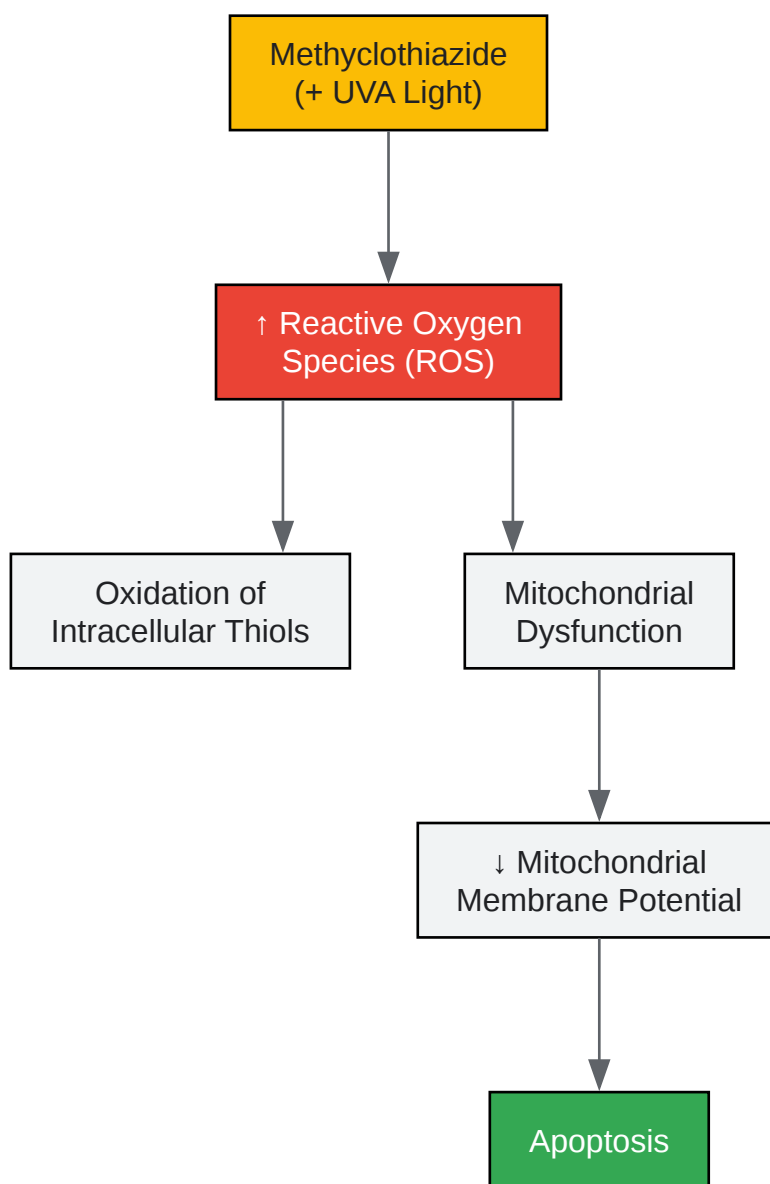 Methyclothiazide
(+ UVA Light)
↑ Reactive Oxygen
Species (ROS)
Oxidation of
Intracellular Thiols
Mitochondrial
Dysfunction
↓ Mitochondrial
Membrane Potential
Apoptosis